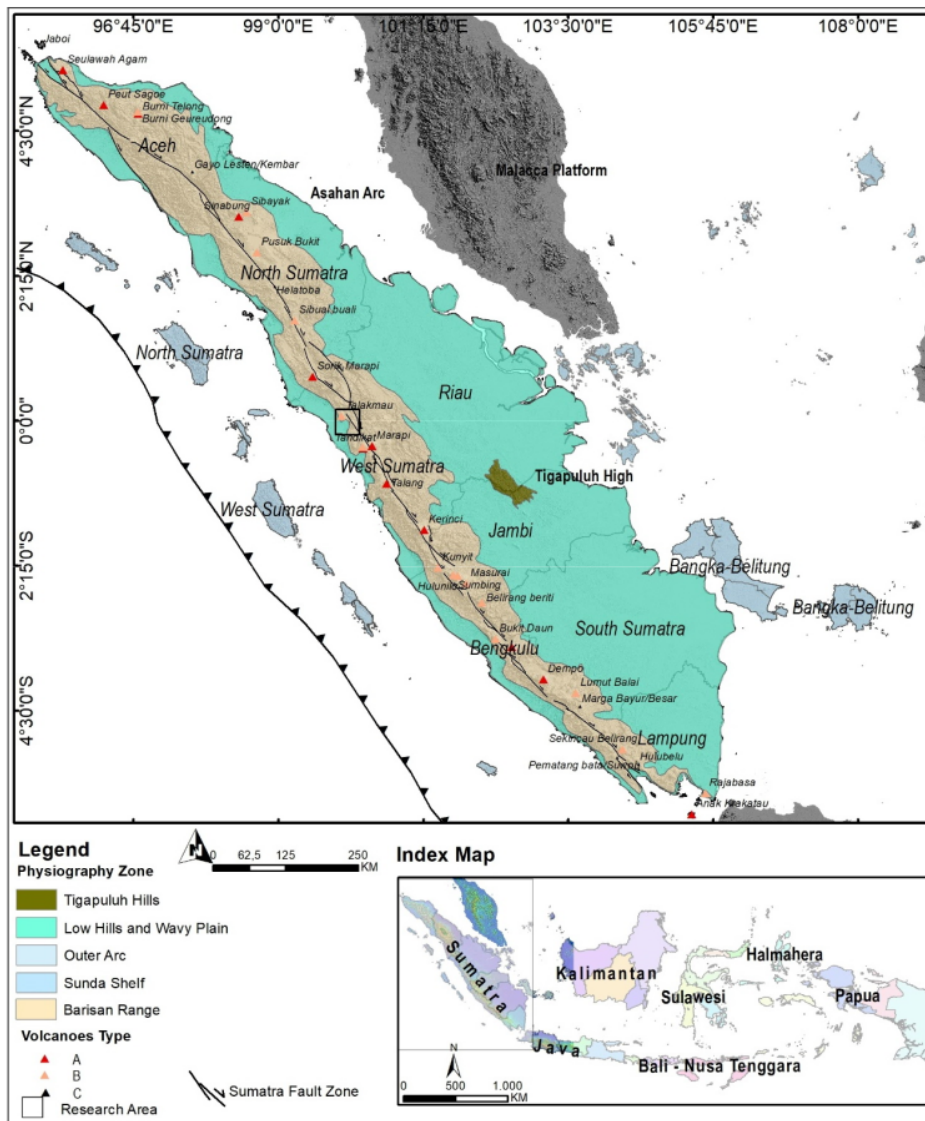 96°45'0"E 99°0'0"E 101°15'0"E 103°30'0"E 105°45'0"E 108°0'0"E
Jaboi
Seulawah Agam
Peut Sagoe
Burni Telong
Burni Geureudong
4°30'0"N
Aceh
Gayo Lesten/Kembar
Malacca Platform
Asahan Arc
Sinabung Sibayak
Pusuk Bukit
2°15'0"N
North Sumatra
Helatoba
Sibual buali
North Sumatra
Sorik Marapi
Riau
Talakmau
0°0'0"
Tandikat Marapi
West Sumatra
Tigapuluh High
Talang
West Sumatra
Kerinci
Jambi
Kunyit
2°15'0"S
Masurai
Bangka-Belitung
Hulunilo Sumbing
Belirang beriti
Bangka-Belitung
South Sumatra
Bukit Daun
Bengkulu
Dempo
Lumut Balai
4°30'0"S
Marga Bayur/Besar
Sekincau Belirang
Lampung
Hulubelu
Pematang bata/Suwoh
Rajabasa
Anak Krakatau
Legend
N
0 62,5 125 250
KM
Physiography Zone
Tigapuluh Hills
Low Hills and Wavy Plain
Outer Arc
Sunda Shelf
Barisan Range
Volcanoes Type
A
B
C
Research Area
Sumatra Fault Zone
Index Map
Sumatra
Kalimantan
Halmahera
Sulawesi
Papua
Java
Bali - Nusa Tenggara
N
0 500 1.000
KM